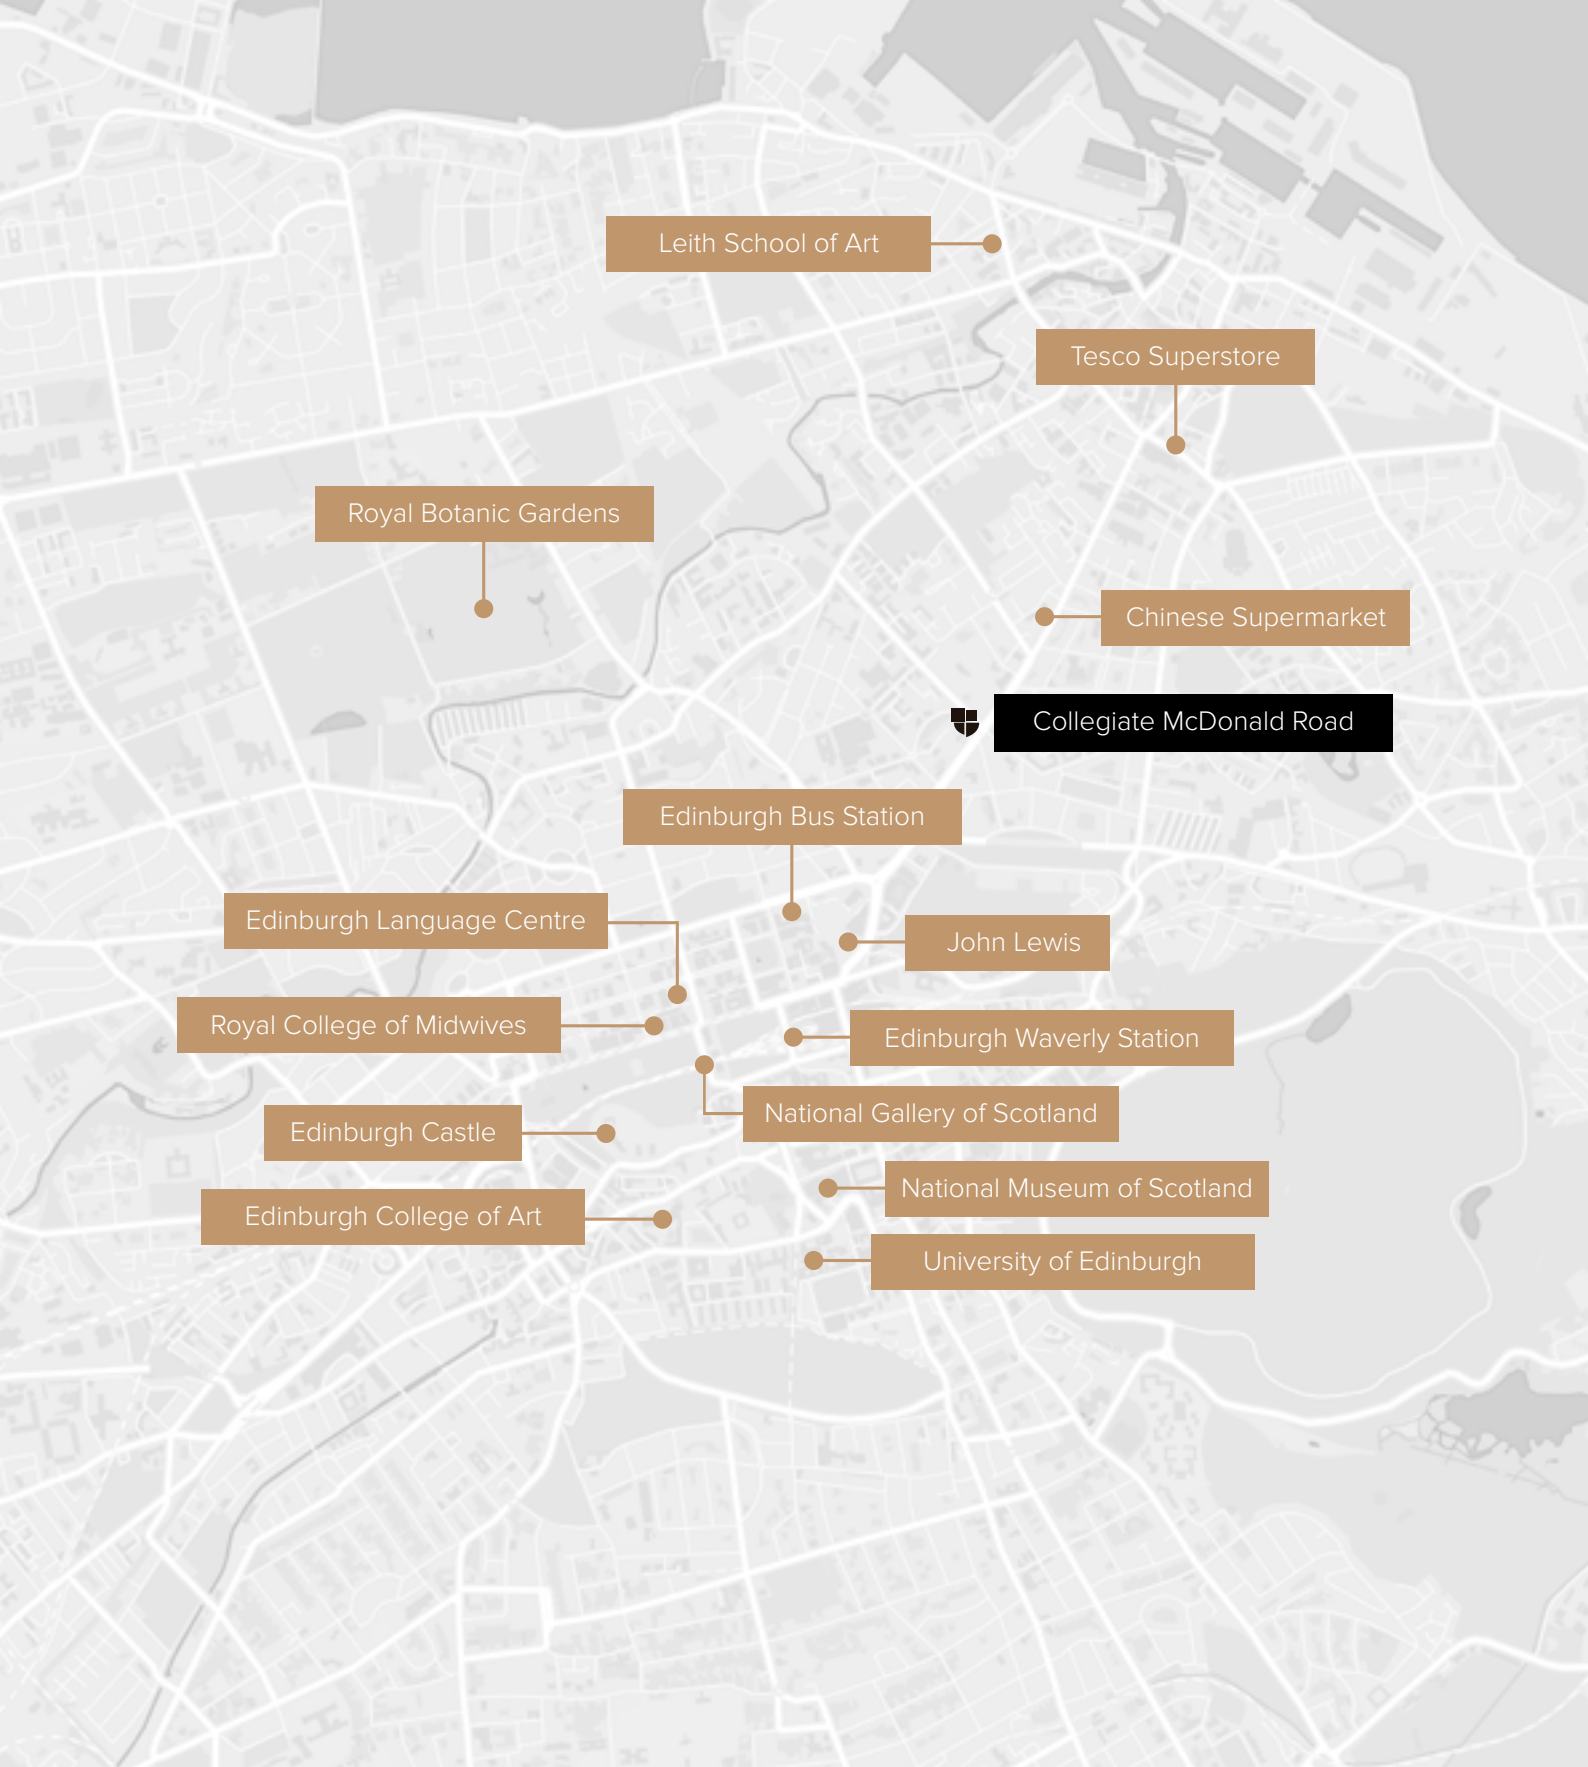 Leith School of Art
Tesco Superstore
Royal Botanic Gardens
Chinese Supermarket
Collegiate McDonald Road
Edinburgh Bus Station
Edinburgh Language Centre
John Lewis
Royal College of Midwives
Edinburgh Waverly Station
National Gallery of Scotland
Edinburgh Castle
National Museum of Scotland
Edinburgh College of Art
University of Edinburgh